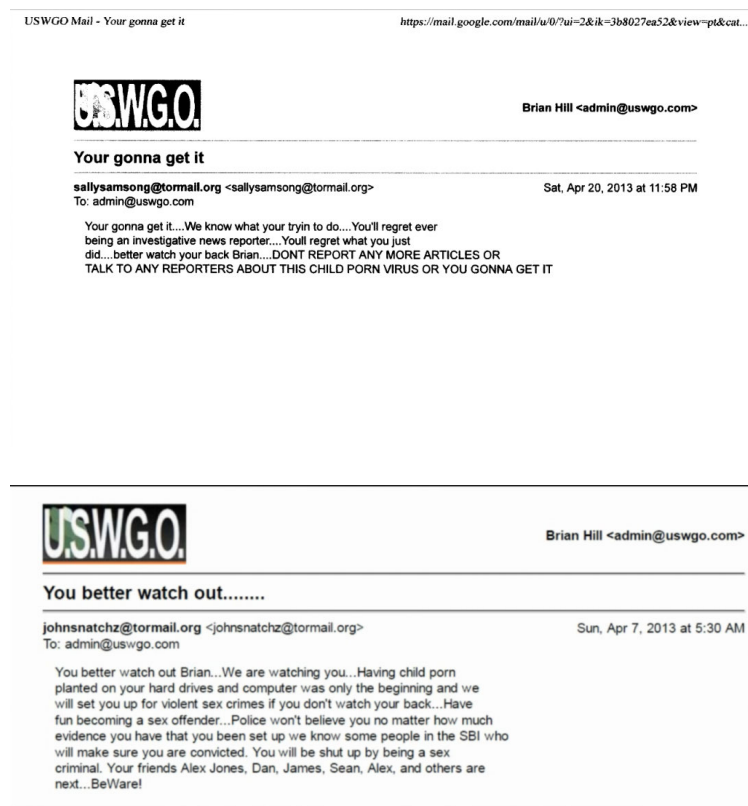 USWGO Mail - Your gonna get it https://mail.google.com/mail/u/0/?ui=2&ik=3b8027ea52&view=pt&cat...
U.S.W.G.O.
Brian Hill <admin@uswgo.com>
Your gonna get it
sallysamsong@tormail.org <sallysamsong@tormail.org> Sat, Apr 20, 2013 at 11:58 PM
To: admin@uswgo.com
Your gonna get it....We know what your tryin to do....You'll regret ever
being an investigative news reporter....Youll regret what you just
did....better watch your back Brian....DONT REPORT ANY MORE ARTICLES OR
TALK TO ANY REPORTERS ABOUT THIS CHILD PORN VIRUS OR YOU GONNA GET IT
U.S.W.G.O.
Brian Hill <admin@uswgo.com>
You better watch out........
johnsnatchz@tormail.org <johnsnatchz@tormail.org> Sun, Apr 7, 2013 at 5:30 AM
To: admin@uswgo.com
You better watch out Brian...We are watching you...Having child porn
planted on your hard drives and computer was only the beginning and we
will set you up for violent sex crimes if you don't watch your back...Have
fun becoming a sex offender...Police won't believe you no matter how much
evidence you have that you been set up we know some people in the SBI who
will make sure you are convicted. You will be shut up by being a sex
criminal. Your friends Alex Jones, Dan, James, Sean, Alex, and others are
next...BeWare!